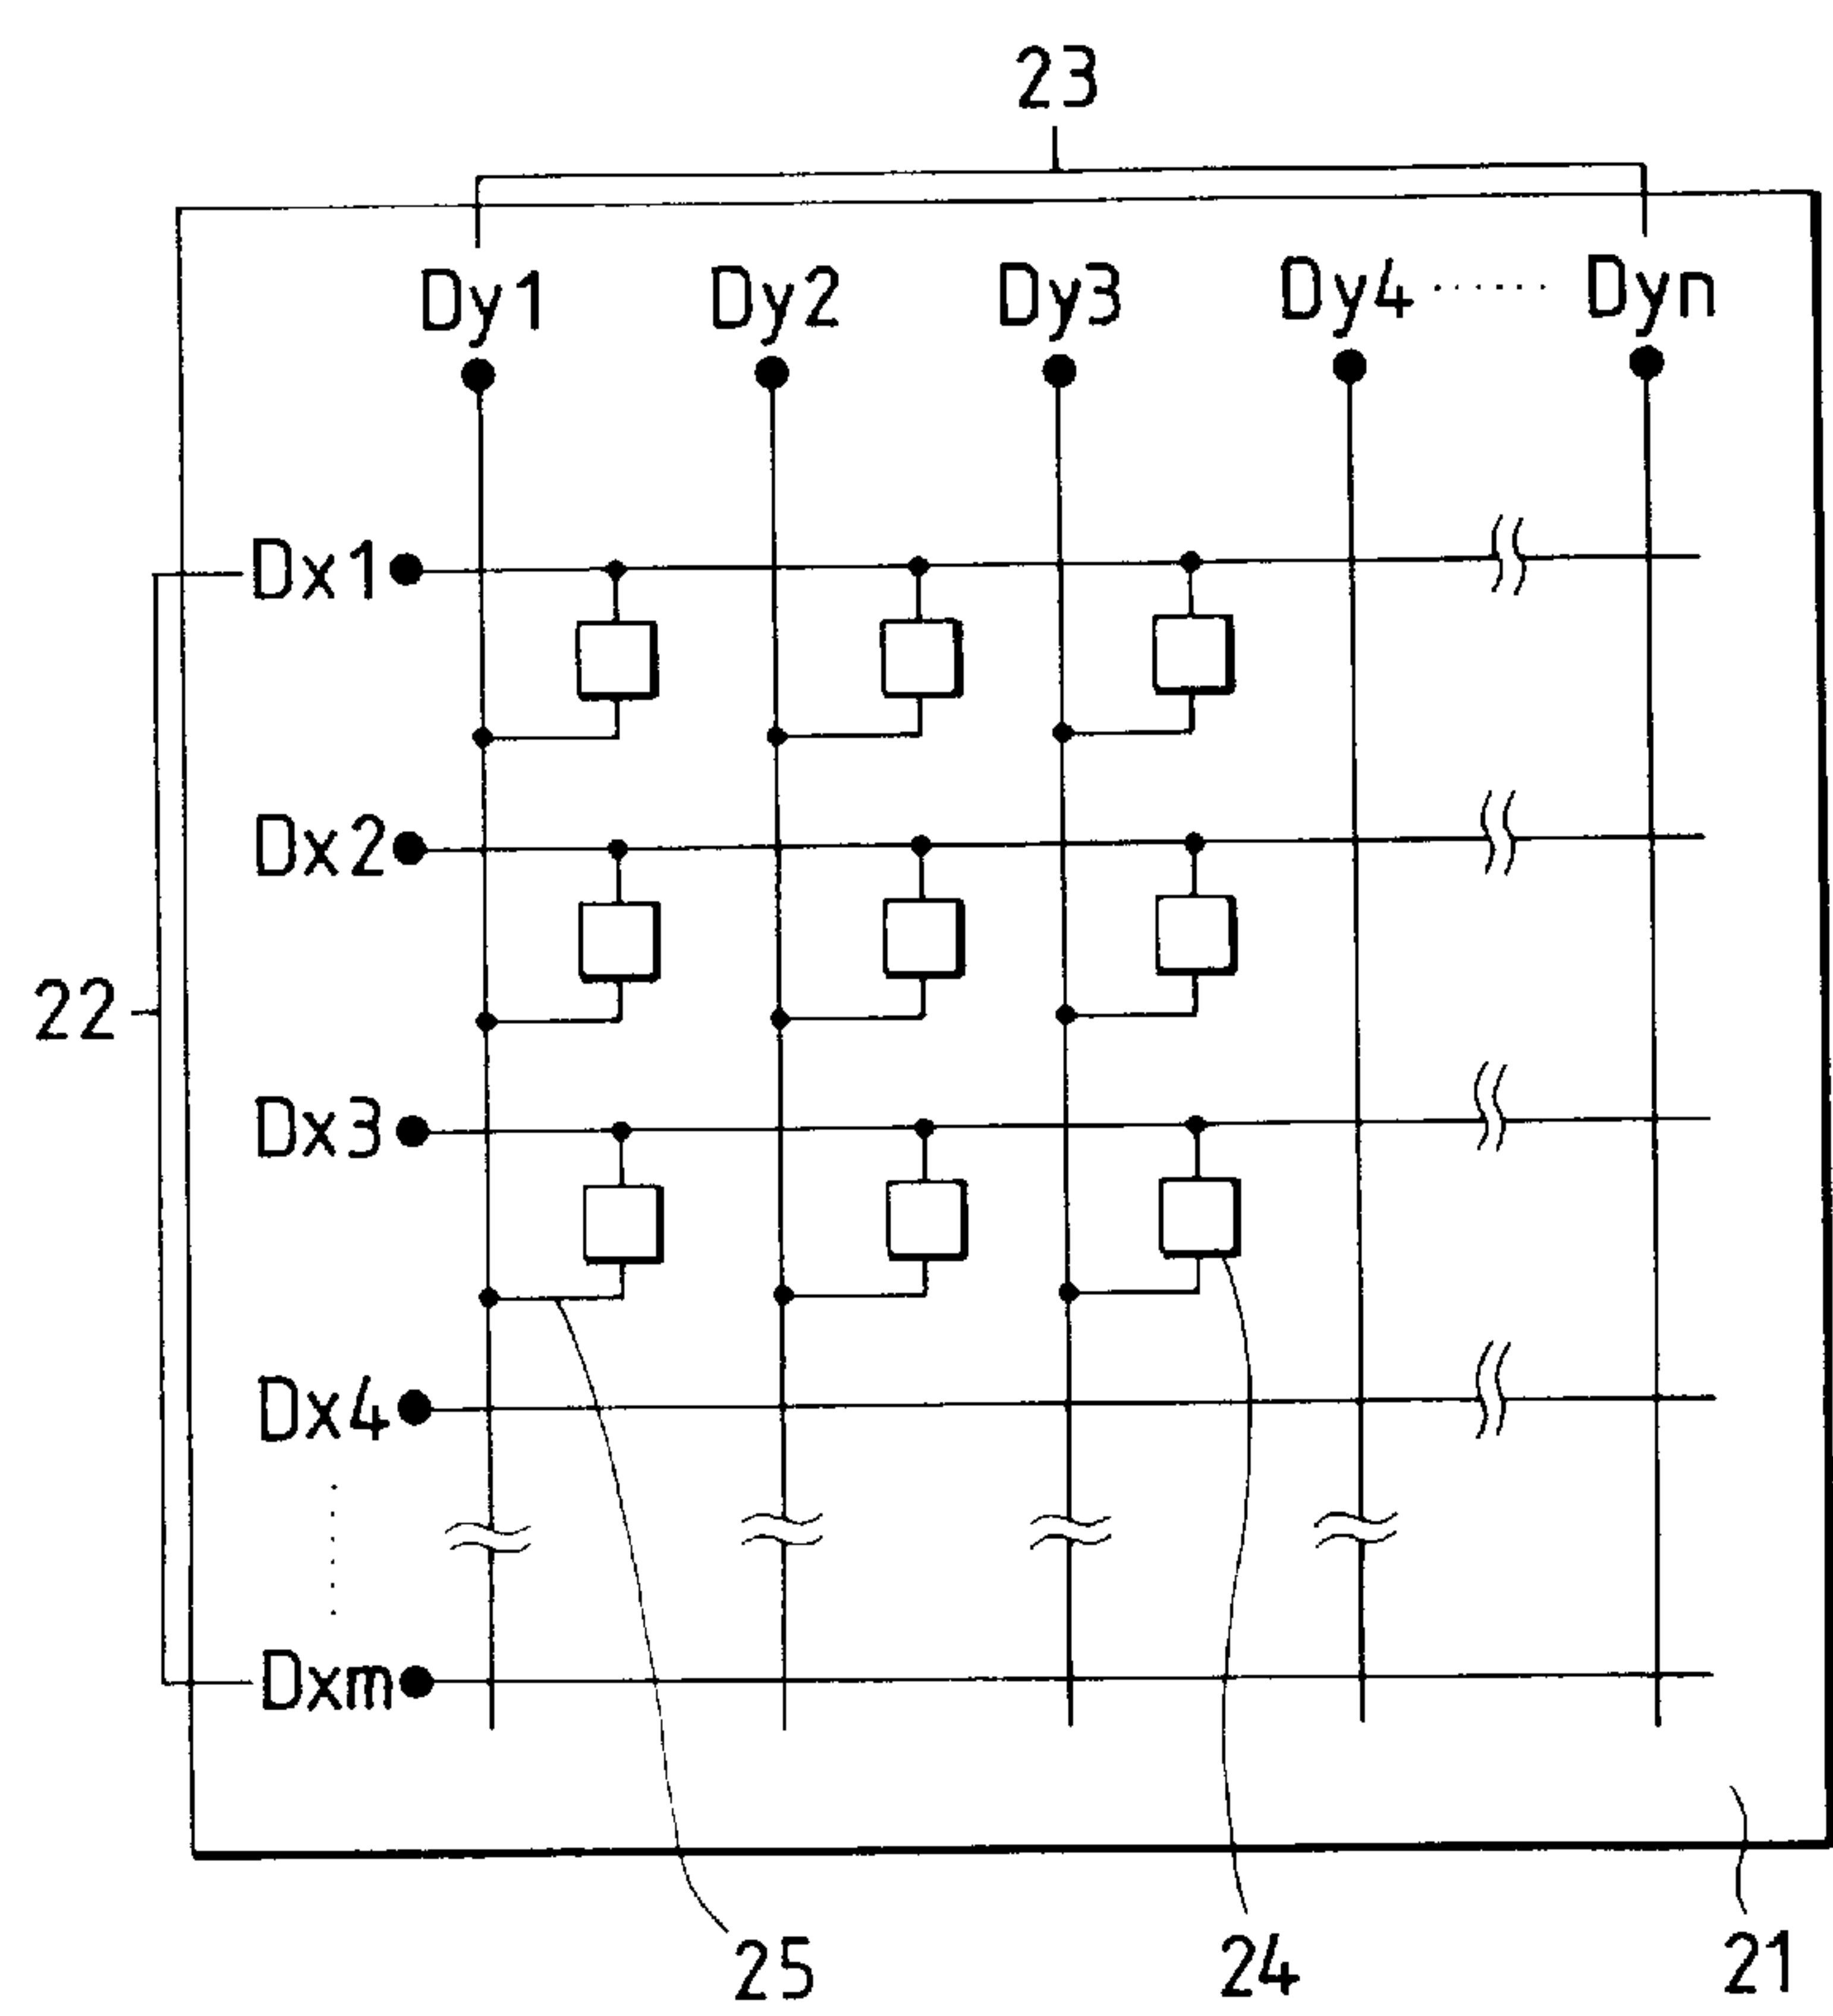 23
Dy1 Dy2 Dy3 Dy4 ...... Dyn
Dx1
Dx2
22
Dx3
Dx4
Dxm
25 24 21